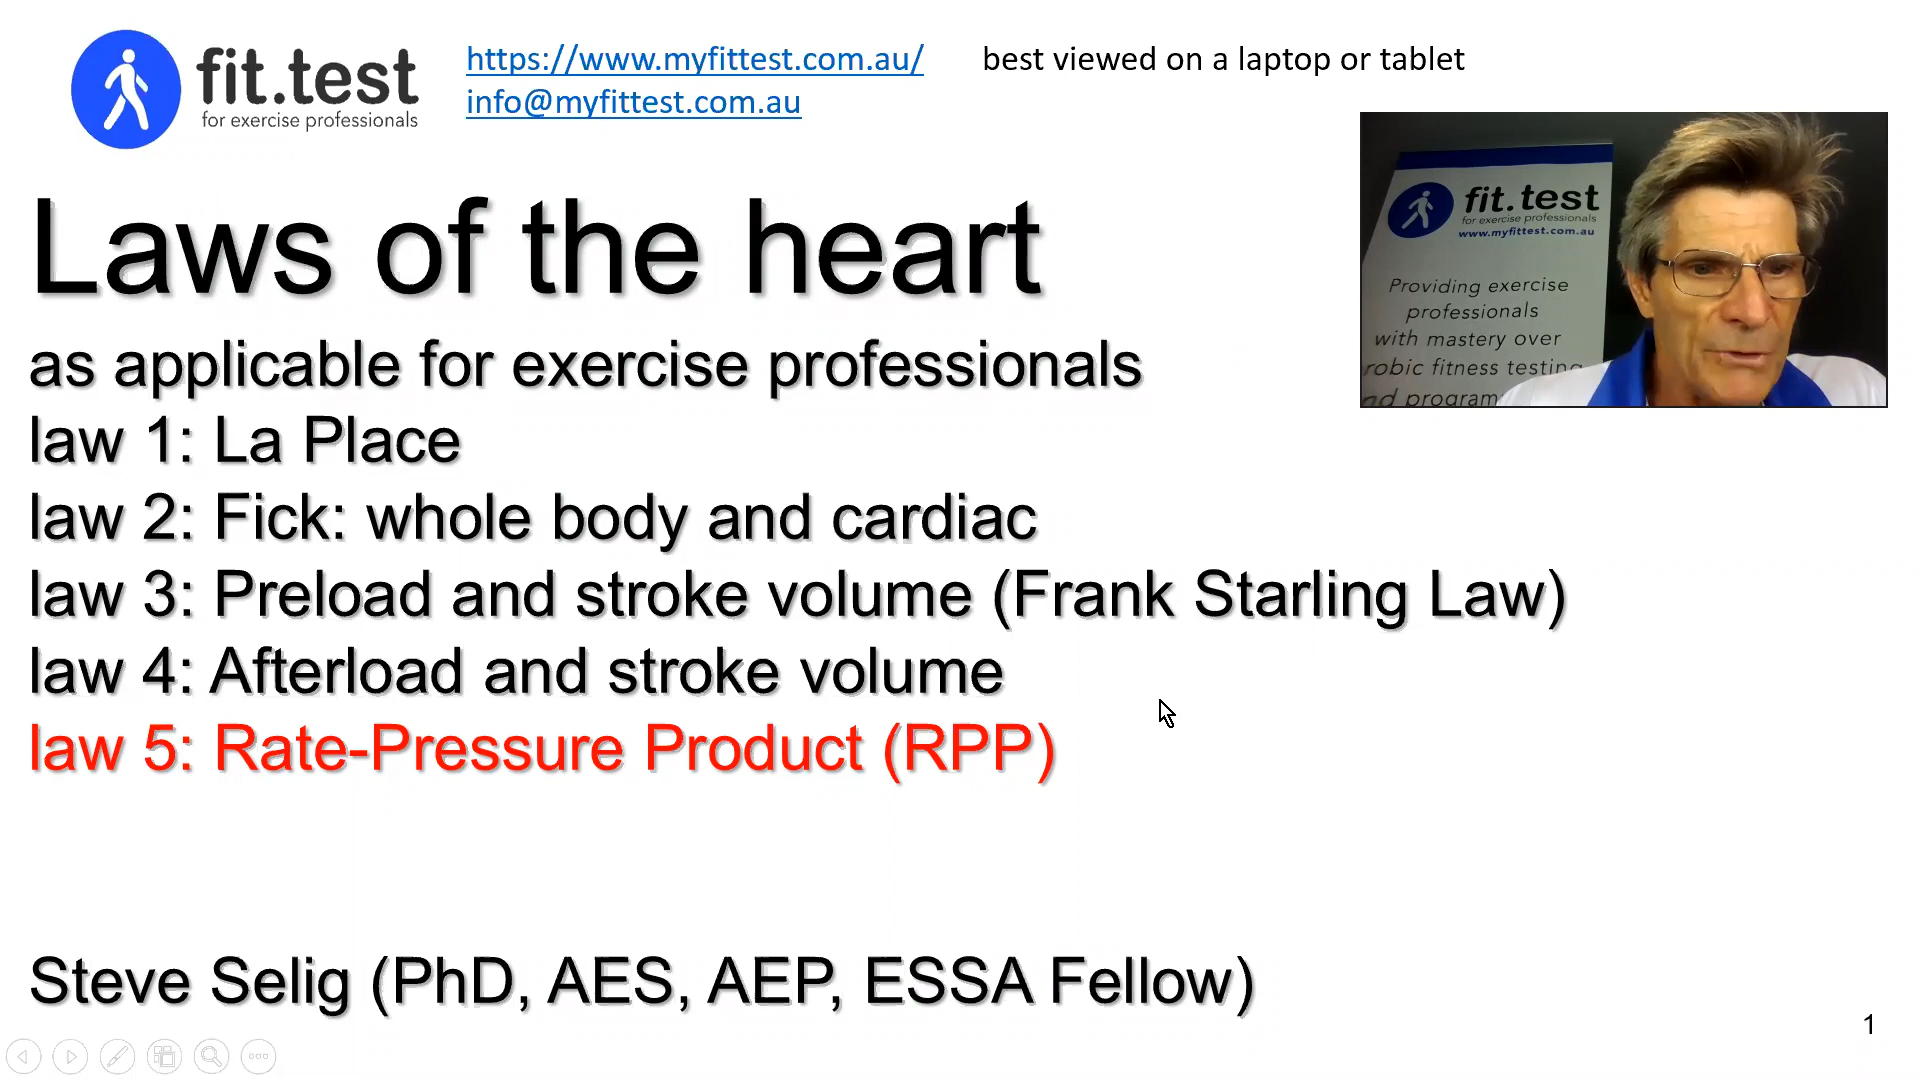 fit.test
for exercise professionals
https://www.myfittest.com.au/ best viewed on a laptop or tablet
info@myfittest.com.au
fit.test
for exercise professionals
www.myfittest.com.au
Providing exercise
professionals
with mastery over
robic fitness testing
nd program
Laws of the heart
as applicable for exercise professionals
law 1: La Place
law 2: Fick: whole body and cardiac
law 3: Preload and stroke volume (Frank Starling Law)
law 4: Afterload and stroke volume
law 5: Rate-Pressure Product (RPP)
Steve Selig (PhD, AES, AEP, ESSA Fellow)
1